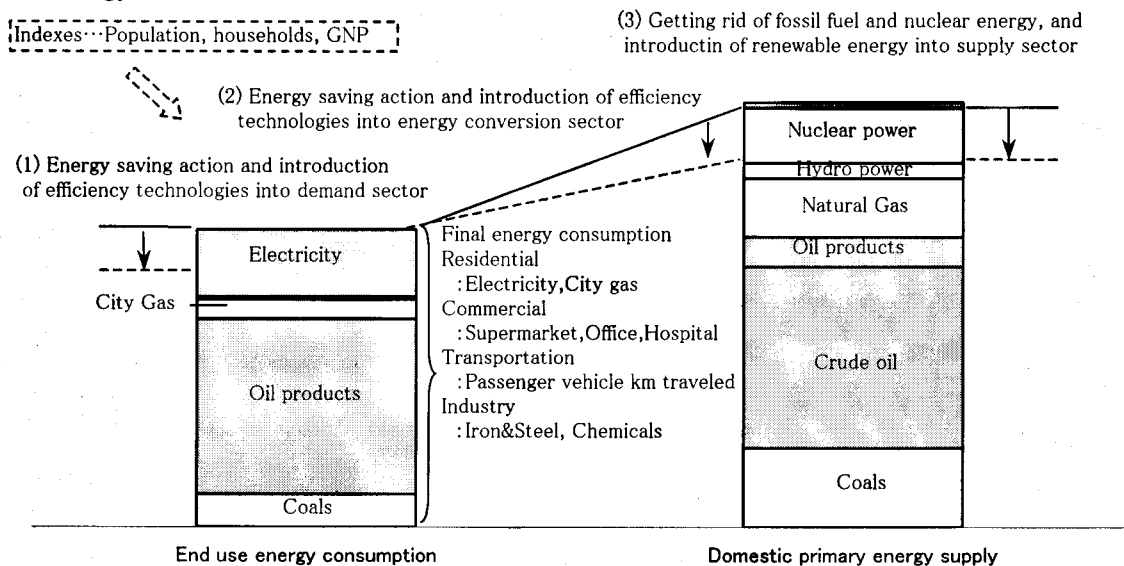 Indexes···Population, households, GNP
(3) Getting rid of fossil fuel and nuclear energy, and
introductin of renewable energy into supply sector
(2) Energy saving action and introduction of efficiency
technologies into energy conversion sector
(1) Energy saving action and introduction
of efficiency technologies into demand sector
Electricity
City Gas
Oil products
Coals
Final energy consumption
Residential
:Electricity,City gas
Commercial
:Supermarket,Office,Hospital
Transportation
:Passenger vehicle km traveled
Industry
:Iron&Steel, Chemicals
Nuclear power
Hydro power
Natural Gas
Oil products
Crude oil
Coals
End use energy consumption
Domestic primary energy supply